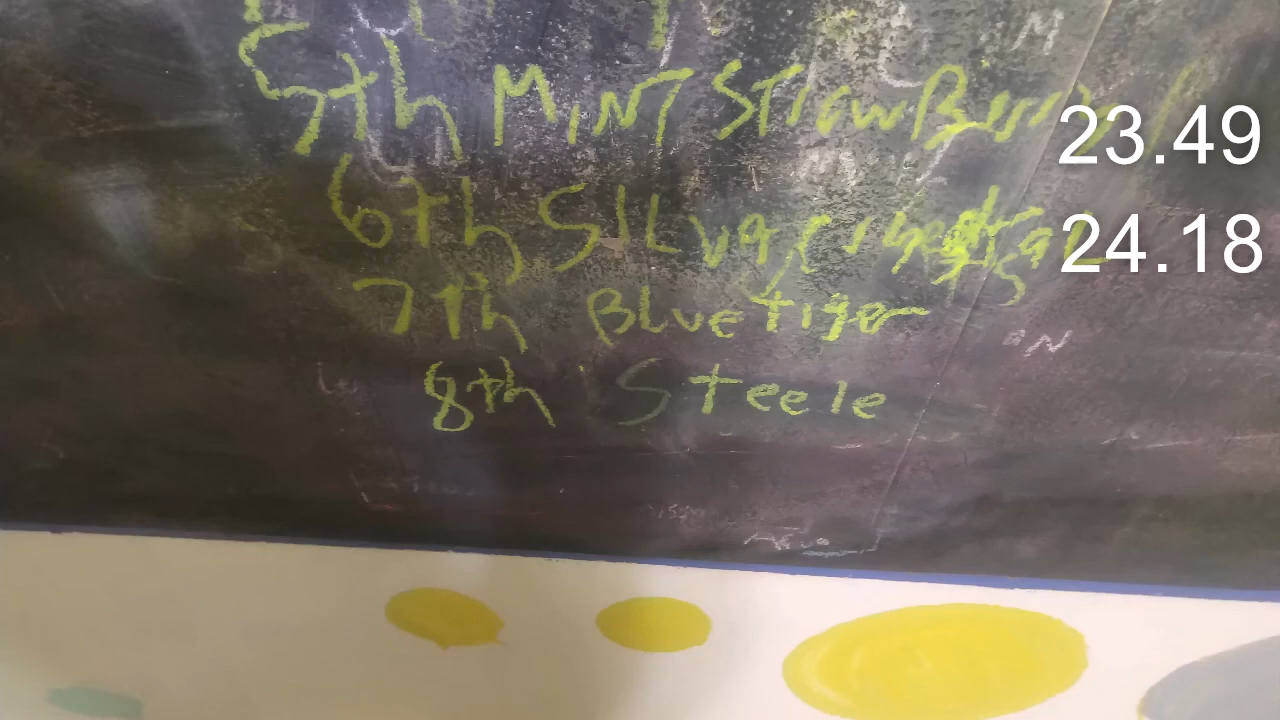 5th MINT StrawBerry
23.49
6th SILVer
24.18
7th Bluetiger
8th Steele